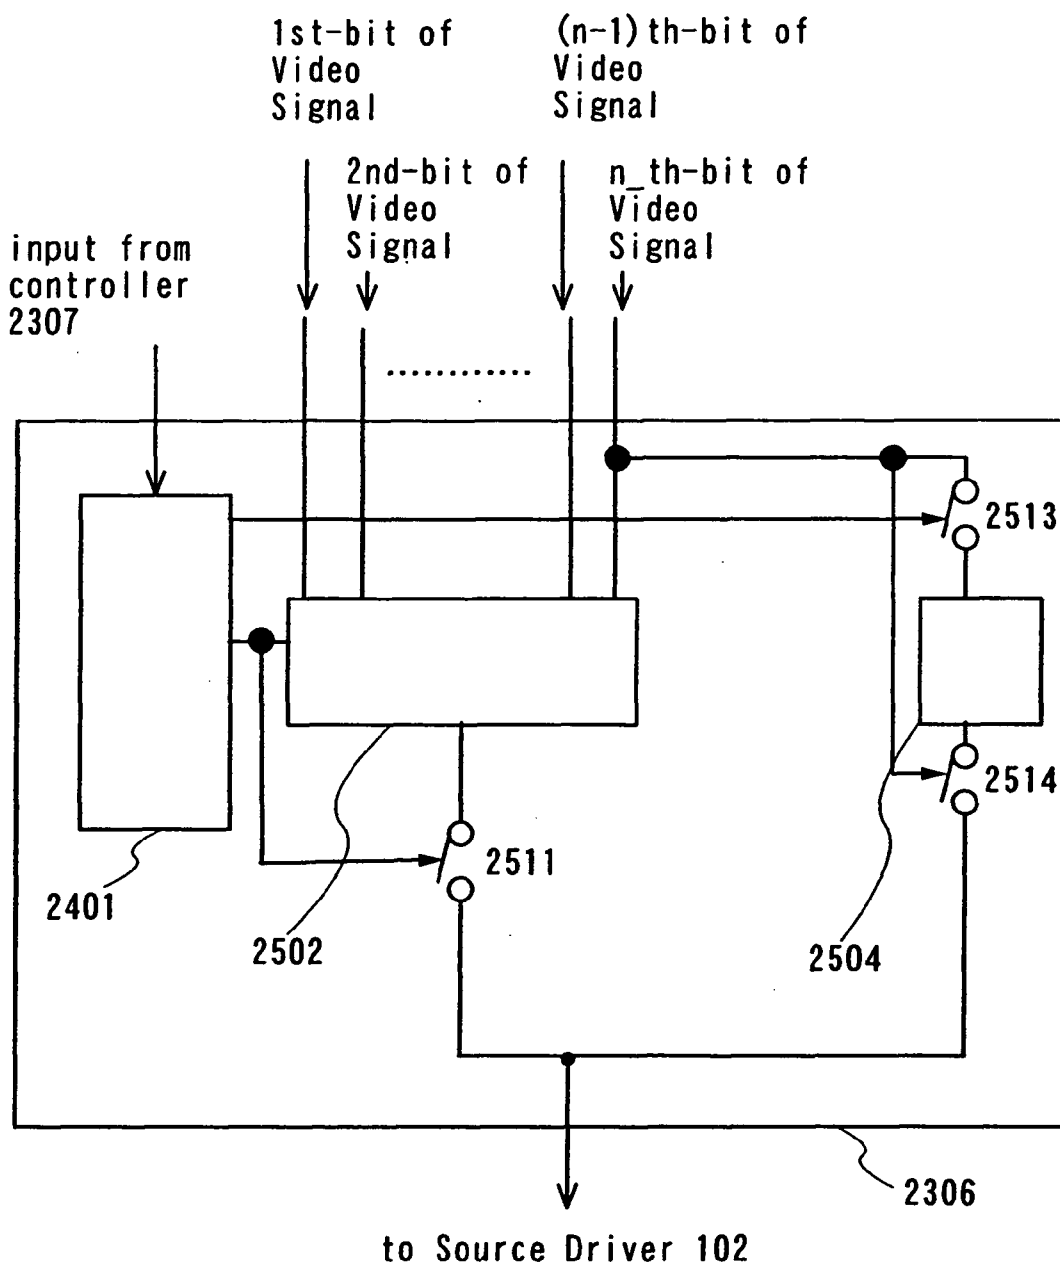 1st-bit of
Video
Signal
(n-1)th-bit of
Video
Signal
2nd-bit of
Video
Signal
n_th-bit of
Video
Signal
input from
controller
2307
..............
2513
2514
2511
2401
2502
2504
2306
to Source Driver 102